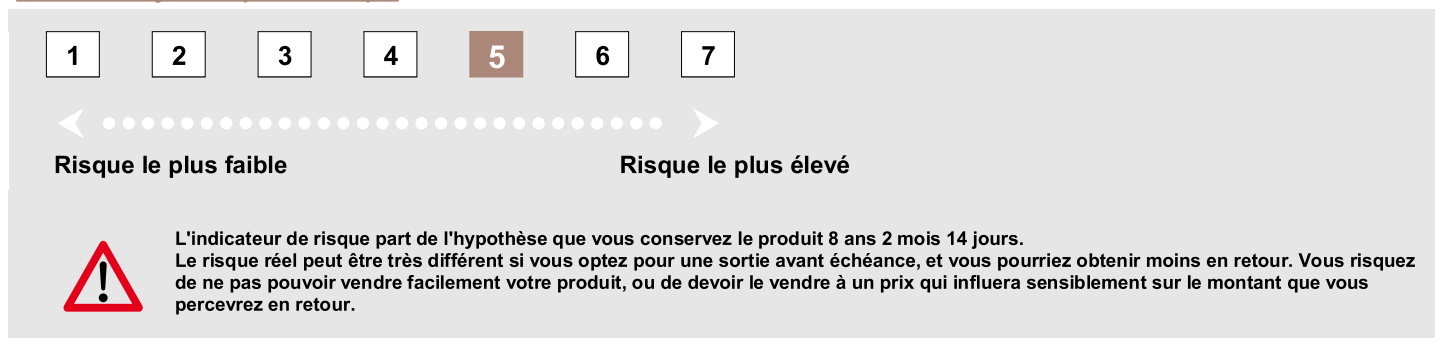 1 2 3 4 5 6 7
Risque le plus faible Risque le plus élevé
L'indicateur de risque part de l'hypothèse que vous conservez le produit 8 ans 2 mois 14 jours.
Le risque réel peut être très différent si vous optez pour une sortie avant échéance, et vous pourriez obtenir moins en retour. Vous risquez
de ne pas pouvoir vendre facilement votre produit, ou de devoir le vendre à un prix qui influera sensiblement sur le montant que vous
percevrez en retour.